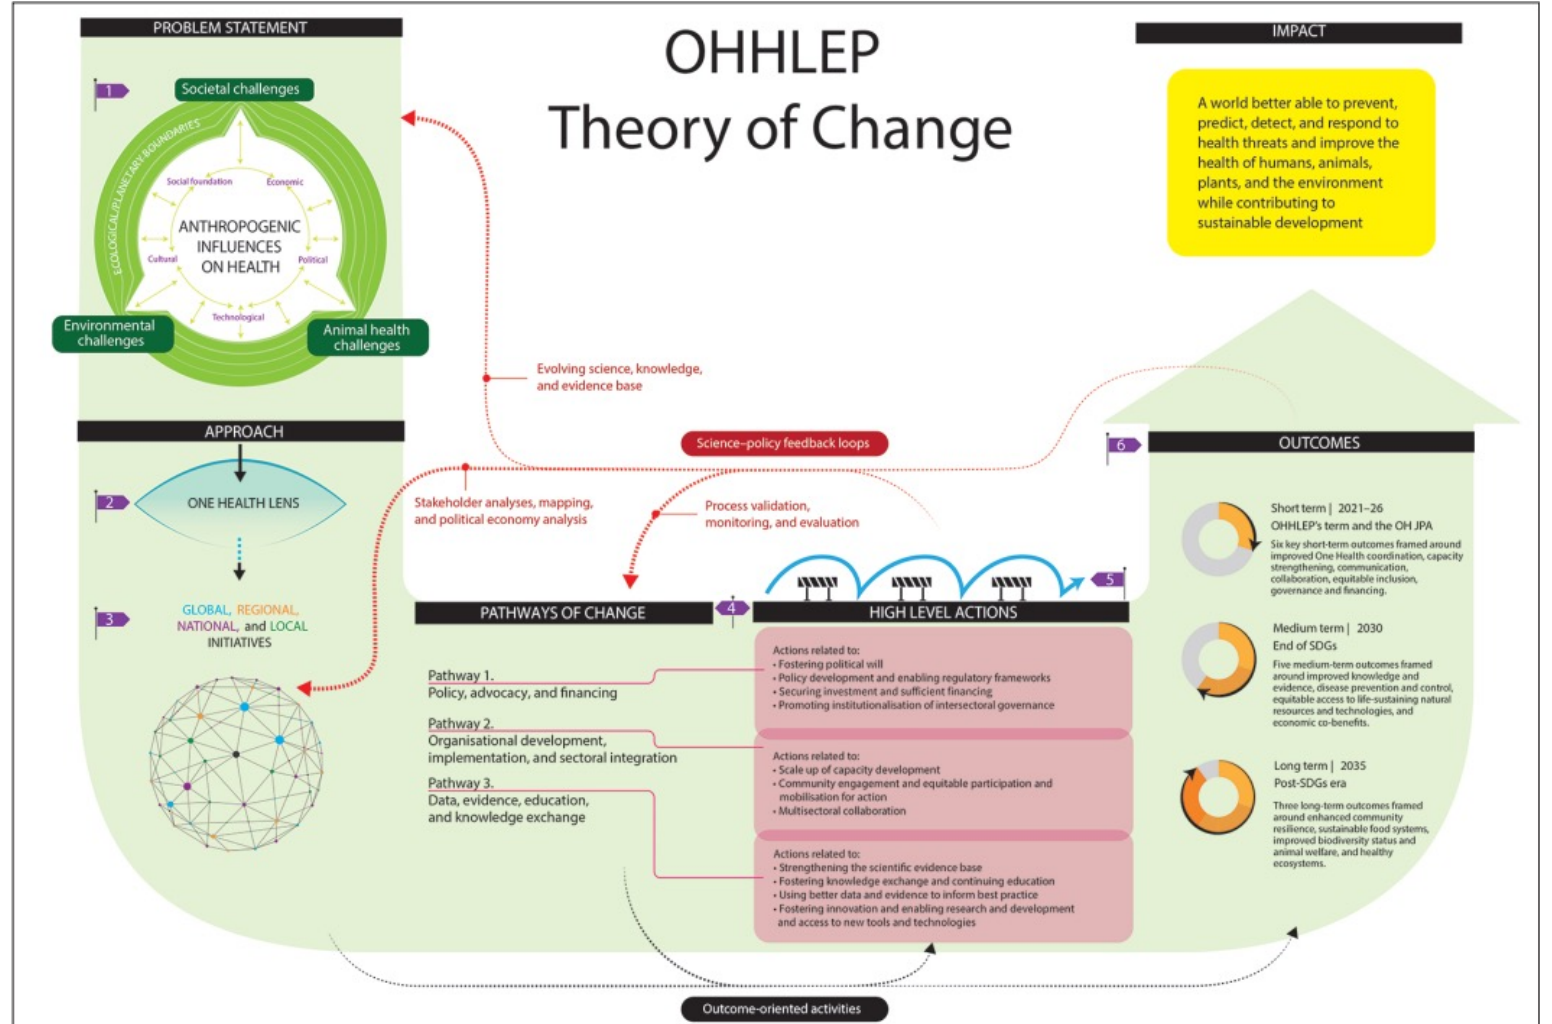 OHHLEP
Theory of Change
PROBLEM STATEMENT
1
Societal challenges
ECOLOGICAL/PLANETARY BOUNDARIES
Social foundation
Economic
ANTHROPOGENIC
INFLUENCES
ON HEALTH
Cultural
Political
Technological
Environmental
challenges
Animal health
challenges
APPROACH
2
ONE HEALTH LENS
3
GLOBAL, REGIONAL,
NATIONAL, and LOCAL
INITIATIVES
Evolving science, knowledge,
and evidence base
Science–policy feedback loops
Stakeholder analyses, mapping,
and political economy analysis
Process validation,
monitoring, and evaluation
PATHWAYS OF CHANGE
4
Pathway 1.
Policy, advocacy, and financing
Pathway 2.
Organisational development,
implementation, and sectoral integration
Pathway 3.
Data, evidence, education,
and knowledge exchange
5
HIGH LEVEL ACTIONS
Actions related to:
• Fostering political will
• Policy development and enabling regulatory frameworks
• Securing investment and sufficient financing
• Promoting institutionalisation of intersectoral governance
Actions related to:
• Scale up of capacity development
• Community engagement and equitable participation and
mobilisation for action
• Multisectoral collaboration
Actions related to:
• Strengthening the scientific evidence base
• Fostering knowledge exchange and continuing education
• Using better data and evidence to inform best practice
• Fostering innovation and enabling research and development
and access to new tools and technologies
Outcome-oriented activities
IMPACT
A world better able to prevent,
predict, detect, and respond to
health threats and improve the
health of humans, animals,
plants, and the environment
while contributing to
sustainable development
6
OUTCOMES
Short term | 2021–26
OHHLEP's term and the OH JPA
Six key short-term outcomes framed around
improved One Health coordination, capacity
strengthening, communication,
collaboration, equitable inclusion,
governance and financing.
Medium term | 2030
End of SDGs
Five medium-term outcomes framed
around improved knowledge and
evidence, disease prevention and control,
equitable access to life-sustaining natural
resources and technologies, and
economic co-benefits.
Long term | 2035
Post-SDGs era
Three long-term outcomes framed
around enhanced community
resilience, sustainable food systems,
improved biodiversity status and
animal welfare, and healthy
ecosystems.